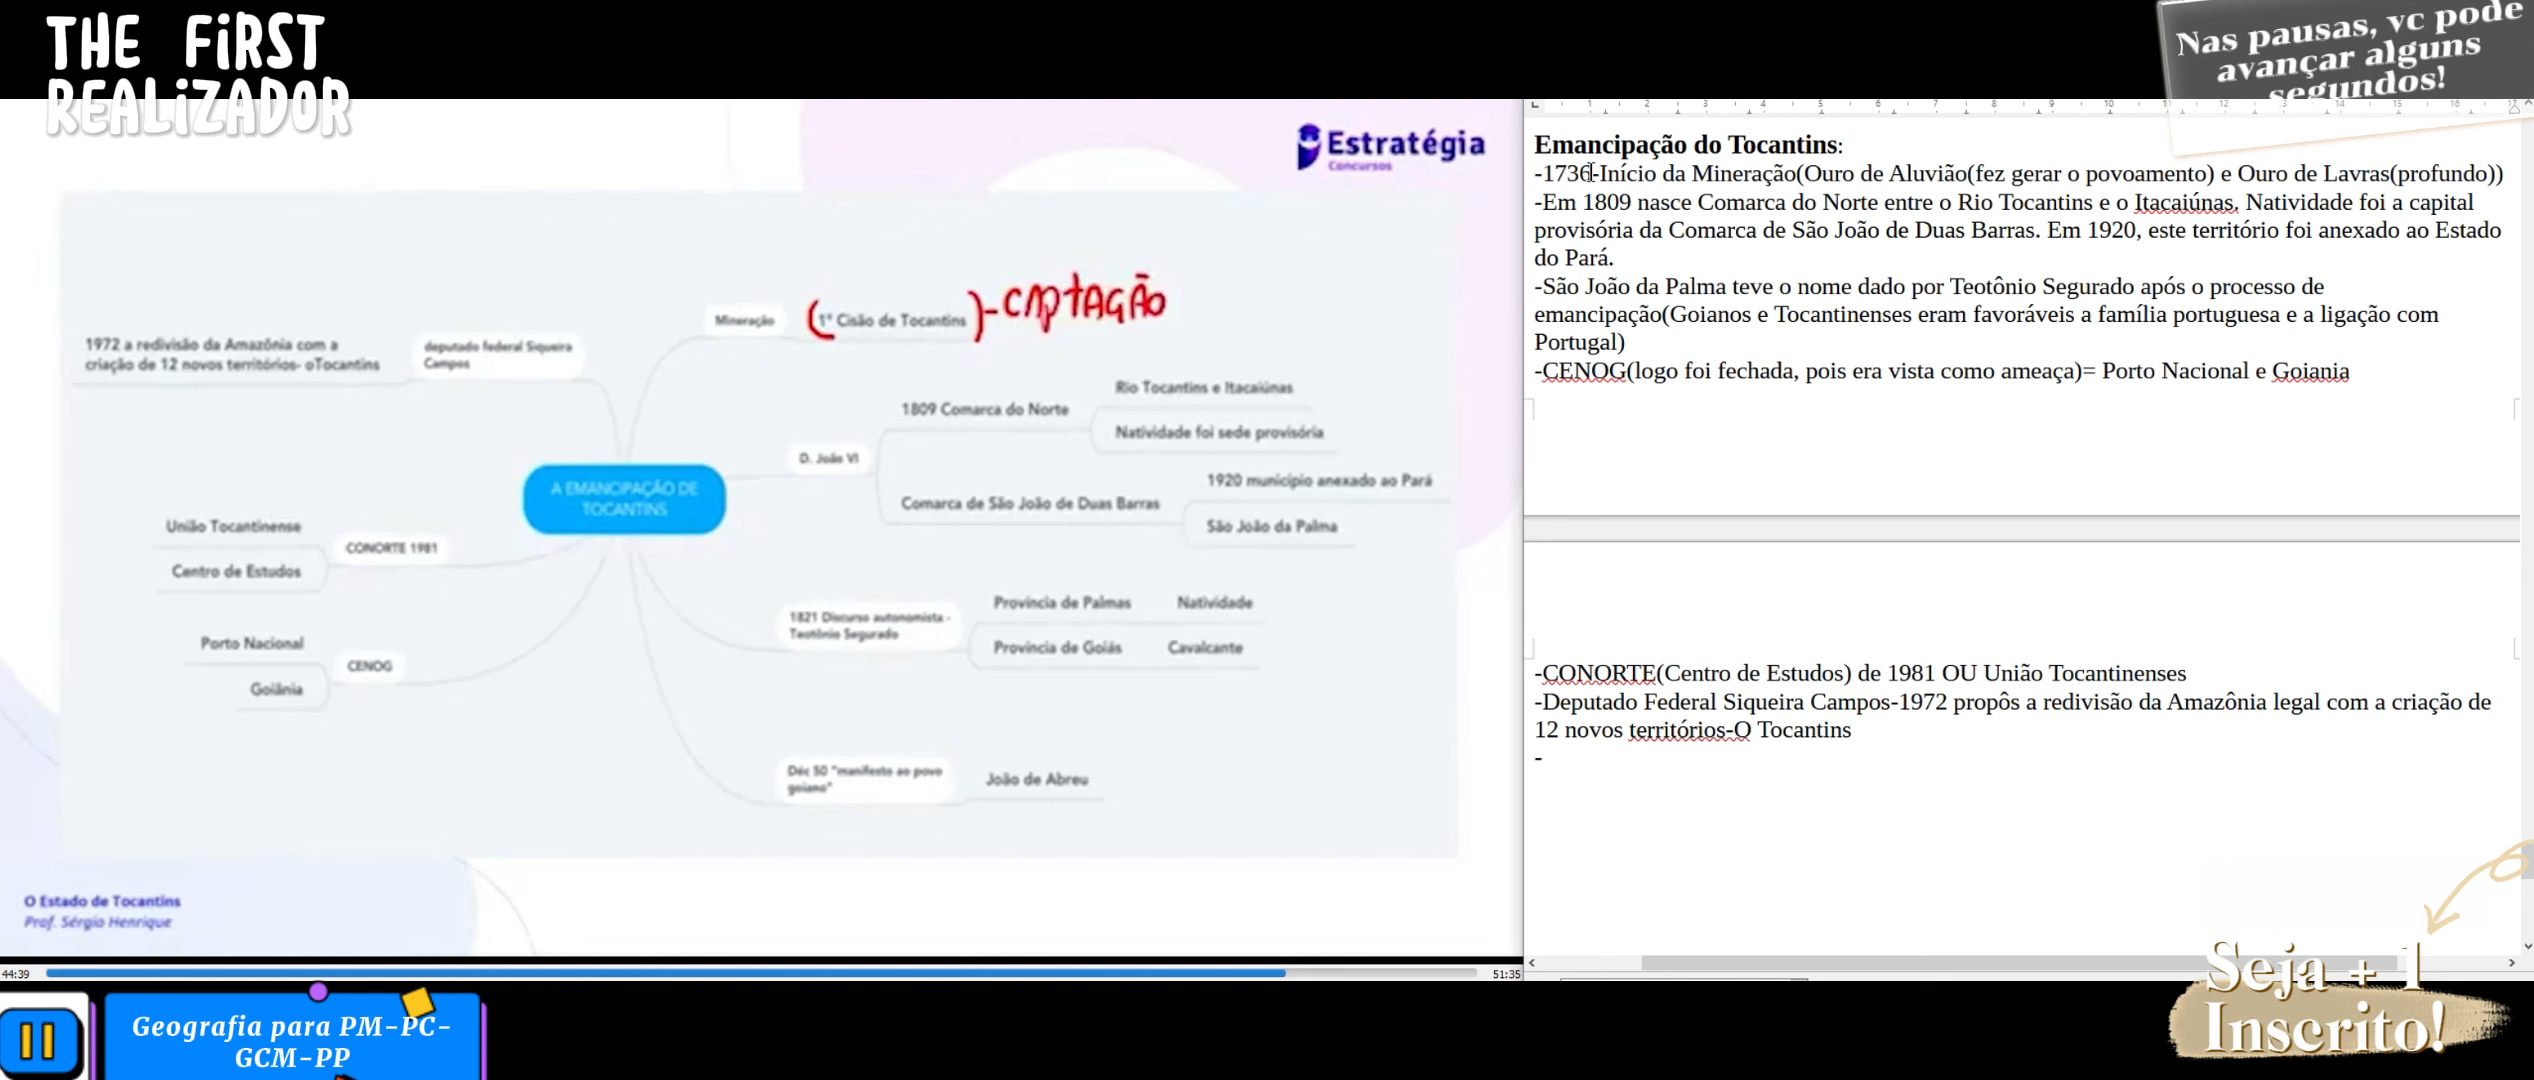 THE FIRST
REALIZADOR
Nas pausas, vc pode
avançar alguns
segundos!
Estratégia
Concursos
1972 a redivisão da Amazônia com a
criação de 12 novos territórios- oTocantins
deputado federal Siqueira
Campos
Mineração
(1ª Cisão de Tocantins)-CAPTAÇÃO
Rio Tocantins e Itacaiúnas
1809 Comarca do Norte
Natividade foi sede provisória
D. João VI
1920 município anexado ao Pará
Comarca de São João de Duas Barras
São João da Palma
A EMANCIPAÇÃO DE
TOCANTINS
União Tocantinense
CONORTE 1981
Centro de Estudos
1821 Discurso autonomista -
Teotônio Segurado
Província de Palmas
Natividade
Província de Goiás
Cavalcante
Porto Nacional
CENOG
Goiânia
Déc 50 "manifesto ao povo
goiano"
João de Abreu
O Estado de Tocantins
Prof. Sérgio Henrique
44:39
51:35
Emancipação do Tocantins:
-1736-Início da Mineração(Ouro de Aluvião(fez gerar o povoamento) e Ouro de Lavras(profundo))
-Em 1809 nasce Comarca do Norte entre o Rio Tocantins e o Itacaiúnas. Natividade foi a capital
provisória da Comarca de São João de Duas Barras. Em 1920, este território foi anexado ao Estado
do Pará.
-São João da Palma teve o nome dado por Teotônio Segurado após o processo de
emancipação(Goianos e Tocantinenses eram favoráveis a família portuguesa e a ligação com
Portugal)
-CENOG(logo foi fechada, pois era vista como ameaça)= Porto Nacional e Goiania
-CONORTE(Centro de Estudos) de 1981 OU União Tocantinenses
-Deputado Federal Siqueira Campos-1972 propôs a redivisão da Amazônia legal com a criação de
12 novos territórios-O Tocantins
-
Geografia para PM-PC-
GCM-PP
Seja + 1
Inscrito!